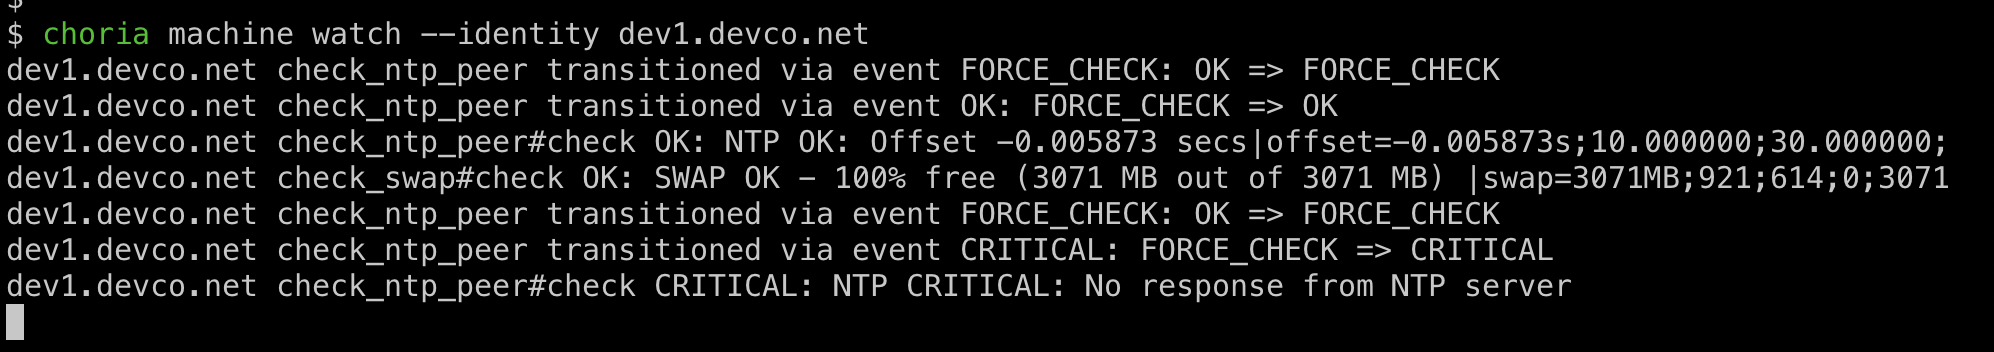 $
$ choria machine watch --identity dev1.devco.net
dev1.devco.net check_ntp_peer transitioned via event FORCE_CHECK: OK => FORCE_CHECK
dev1.devco.net check_ntp_peer transitioned via event OK: FORCE_CHECK => OK
dev1.devco.net check_ntp_peer#check OK: NTP OK: Offset -0.005873 secs|offset=-0.005873s;10.000000;30.000000;
dev1.devco.net check_swap#check OK: SWAP OK - 100% free (3071 MB out of 3071 MB) |swap=3071MB;921;614;0;3071
dev1.devco.net check_ntp_peer transitioned via event FORCE_CHECK: OK => FORCE_CHECK
dev1.devco.net check_ntp_peer transitioned via event CRITICAL: FORCE_CHECK => CRITICAL
dev1.devco.net check_ntp_peer#check CRITICAL: NTP CRITICAL: No response from NTP server